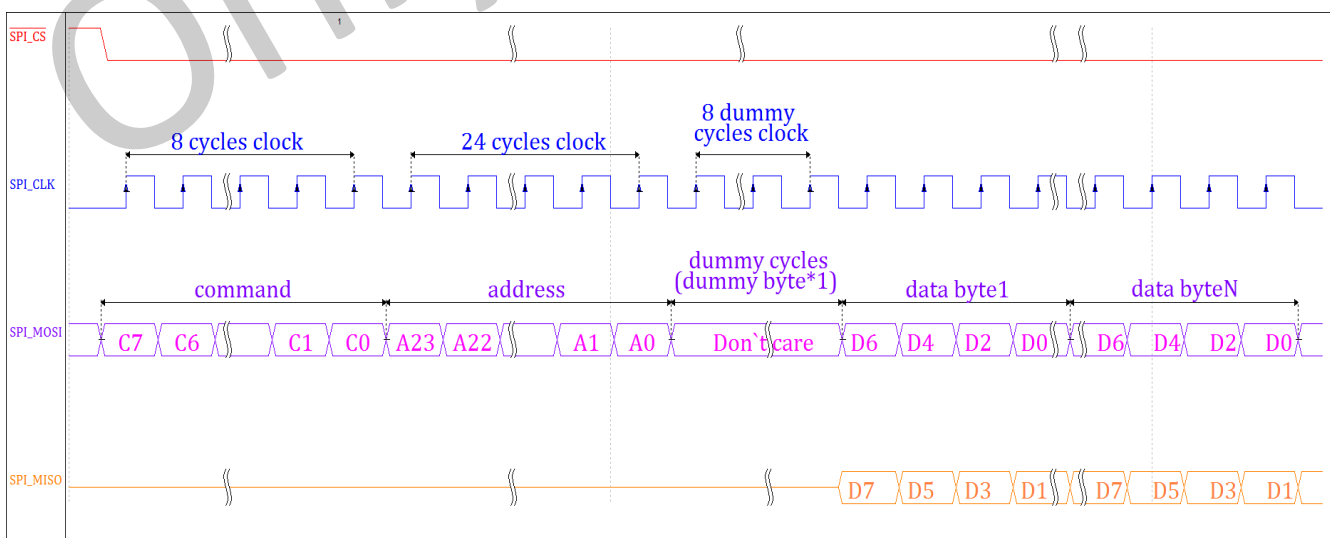 1
SPI_CS
8 dummy
cycles clock
8 cycles clock
24 cycles clock
SPI_CLK
dummy cycles
(dummy byte*1)
command
address
data byte1
data byteN
SPI_MOSI
C7 C6 C1 C0 A23 A22 A1 A0 Don`t care D6 D4 D2 D0 D6 D4 D2 D0
SPI_MISO
D7 D5 D3 D1 D7 D5 D3 D1